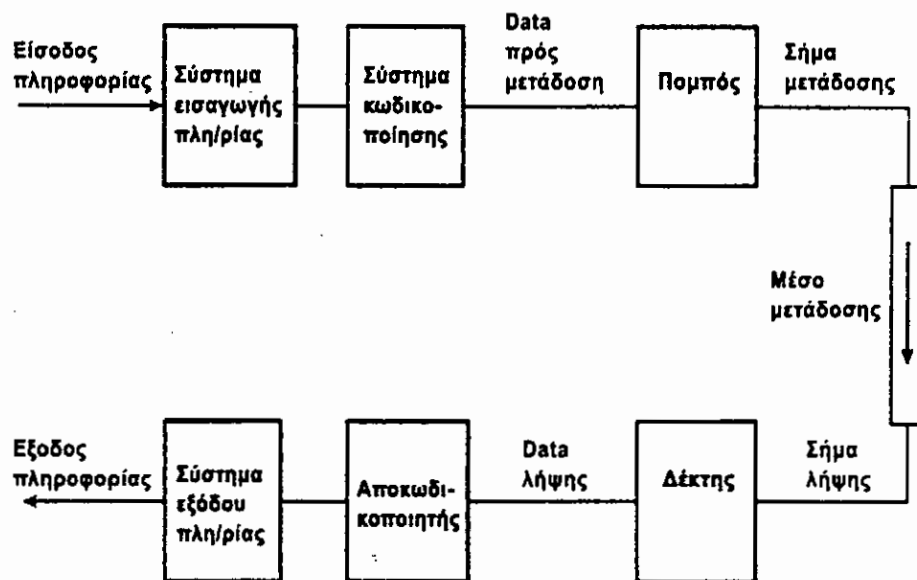 Είσοδος
πληροφορίας
Σύστημα
εισαγωγής
πλη/ρίας
Σύστημα
κωδικο-
ποίησης
Data
πρός
μετάδοση
Πομπός
Σήμα
μετάδοσης
Μέσο
μετάδοσης
Εξοδος
πληροφορίας
Σύστημα
εξόδου
πλη/ρίας
Αποκωδι-
κοποιητής
Data
λήψης
Δέκτης
Σήμα
λήψης